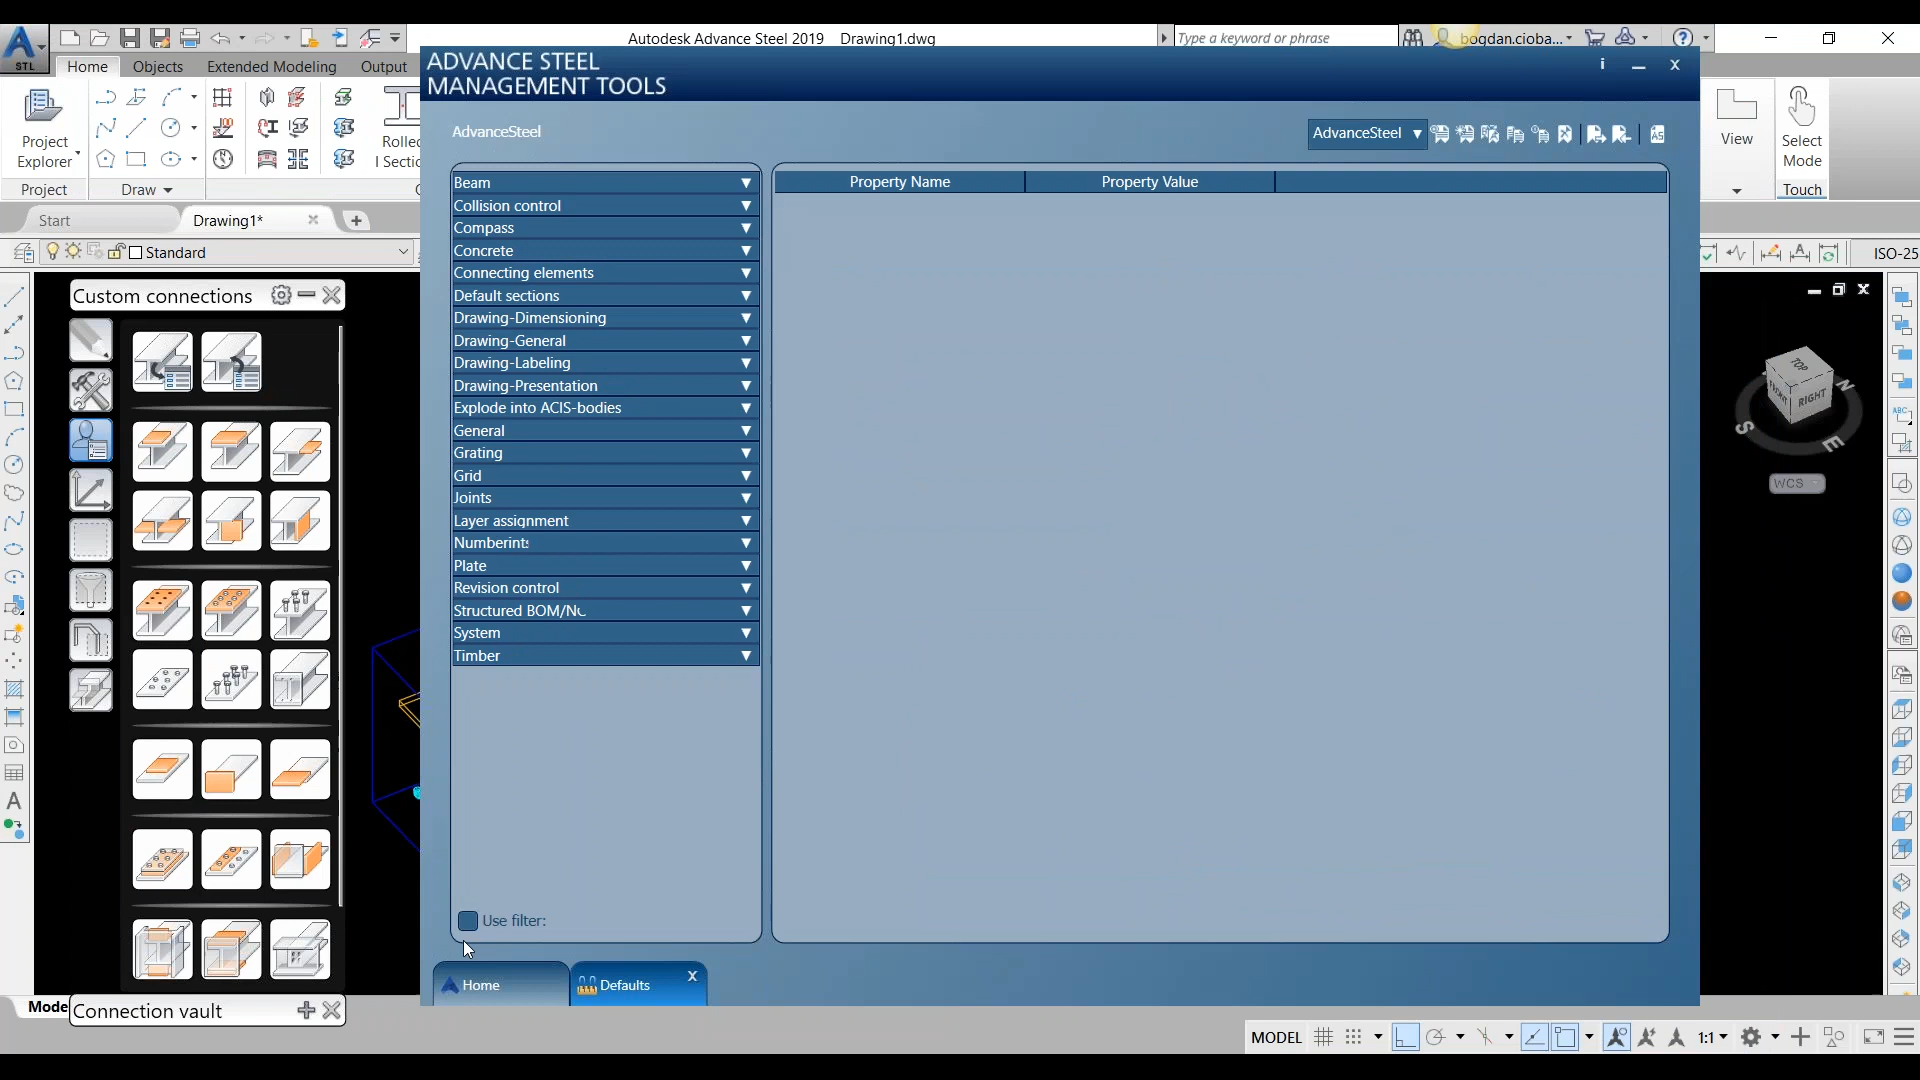 Autodesk Advance Steel 2019 Drawing1.dwg
Type a keyword or phrase
bogdan.cioba...
STL
Home Objects Extended Modeling Output
ADVANCE STEEL
MANAGEMENT TOOLS
i
x
Project
Explorer
Rolled
I Sectio
View
Select
Mode
Project
Draw
Touch
Start
Drawing1*
Standard
ISO-25
AdvanceSteel
AdvanceSteel
Property Name
Property Value
Beam
Collision control
Compass
Concrete
Connecting elements
Default sections
Drawing-Dimensioning
Drawing-General
Drawing-Labeling
Drawing-Presentation
Explode into ACIS-bodies
General
Grating
Grid
Joints
Layer assignment
Plate
Revision control
System
Timber
Use filter:
Home
Defaults
X
Custom connections
Connection vault
Mode
TOP
FRONT
RIGHT
N
S
E
WCS
ABC
A
MODEL
1:1